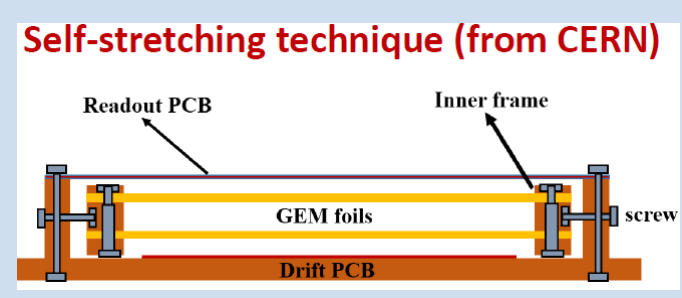 Self-stretching technique (from CERN)
Readout PCB
Inner frame
GEM foils
screw
Drift PCB